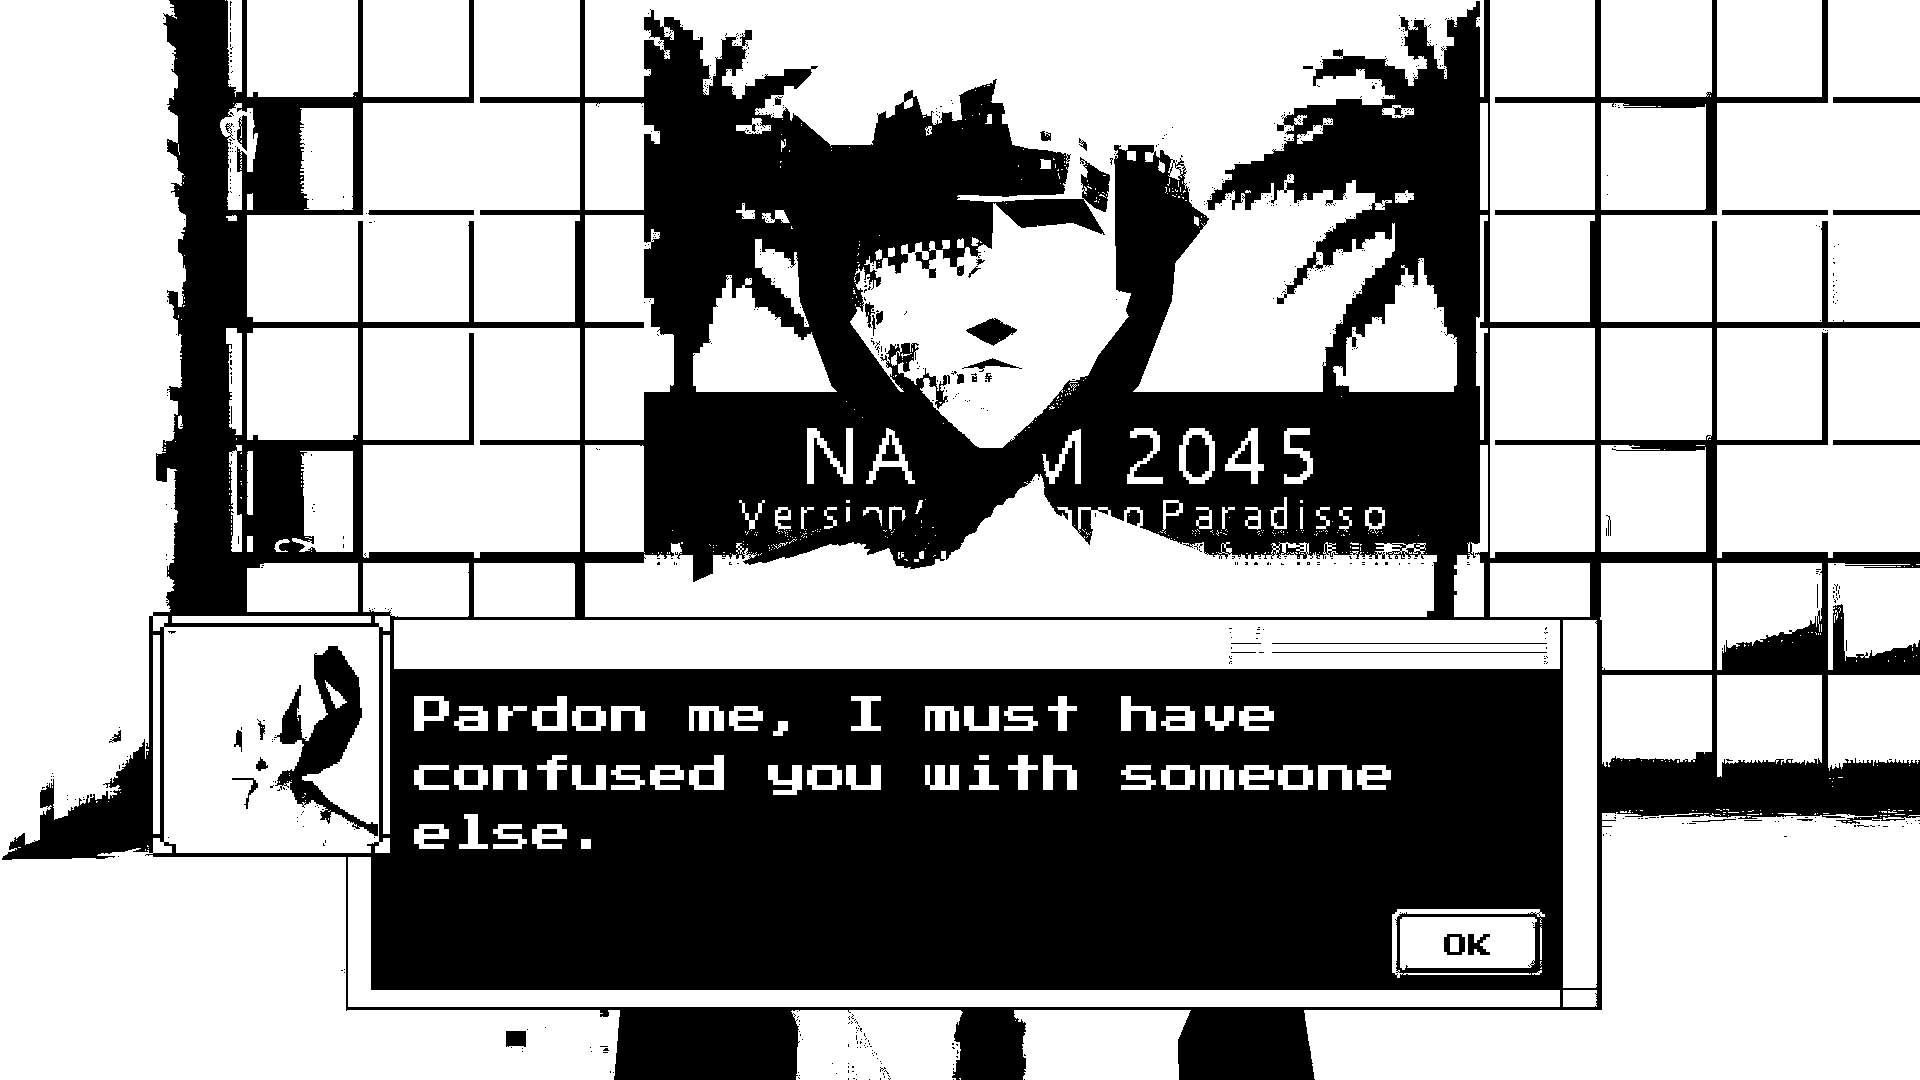 NA M 2045
Paradisso
Pardon me, I must have
confused you with someone
else.
OK